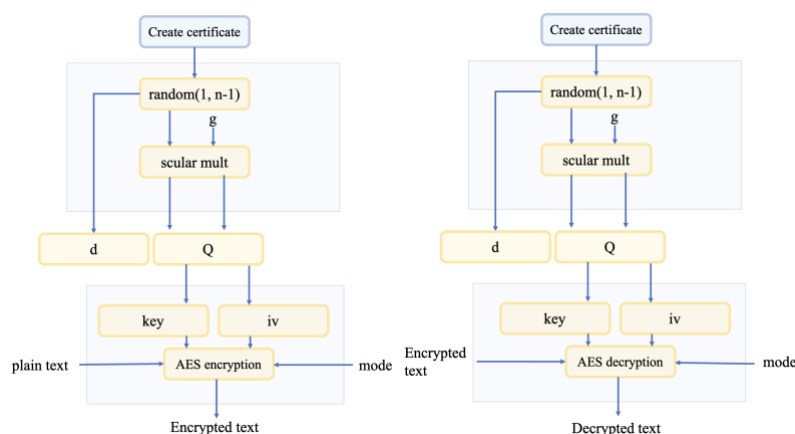 Create certificate
random(1, n-1)
g
scular mult
d
Q
key
iv
plain text
AES encryption
mode
Encrypted text
Create certificate
random(1, n-1)
g
scular mult
d
Q
key
iv
Encrypted
text
AES decryption
mode
Decrypted text